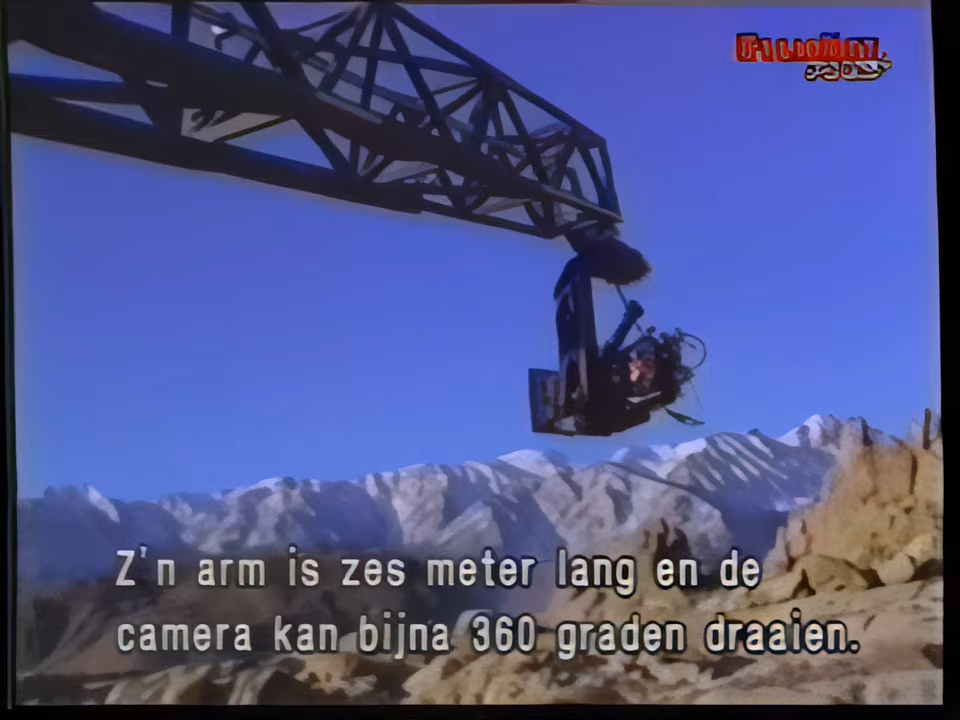 Z'n arm is zes meter lang en de
camera kan bijna 360 graden draaien.